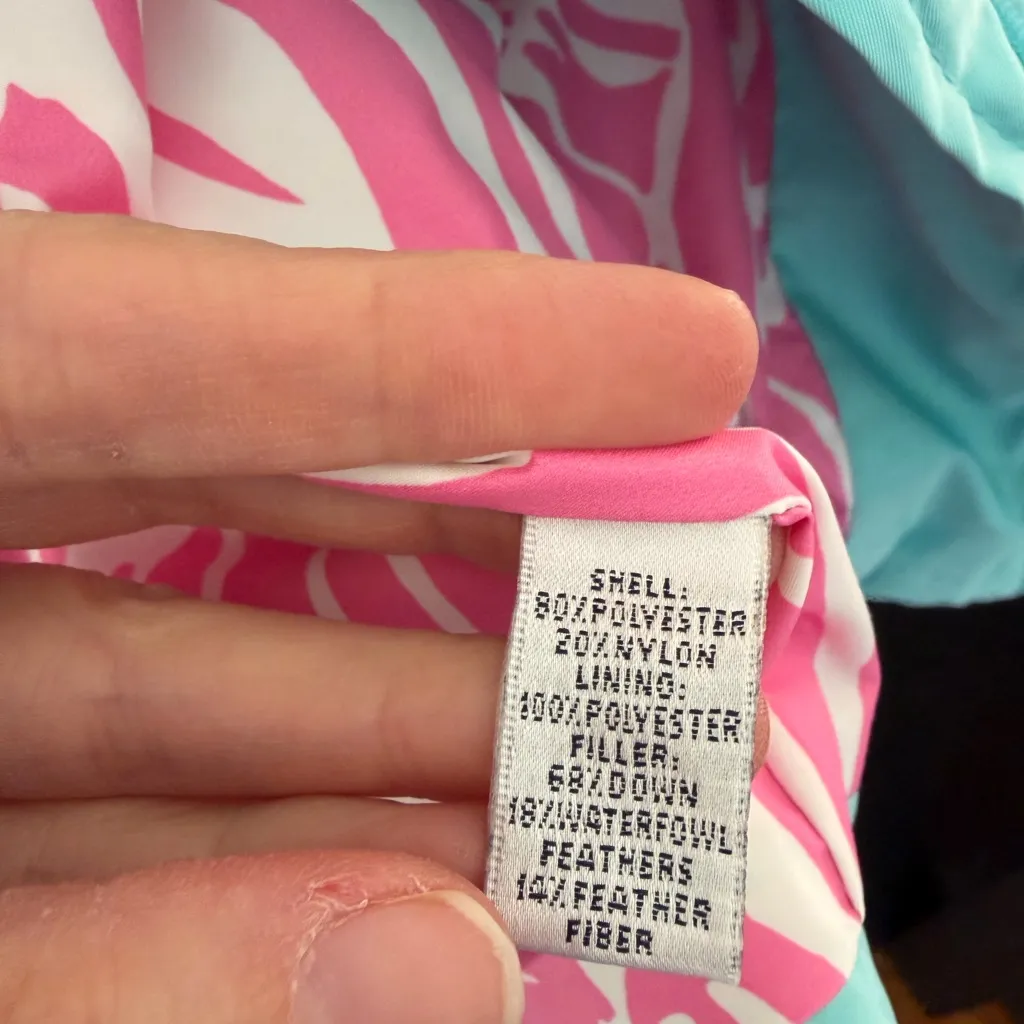 SHELL:
80%POLYESTER
20%NYLON
LINING:
100%POLYESTER
FILLER:
68%DOWN
18%WATERFOWL
FEATHERS
14%FEATHER
FIBER